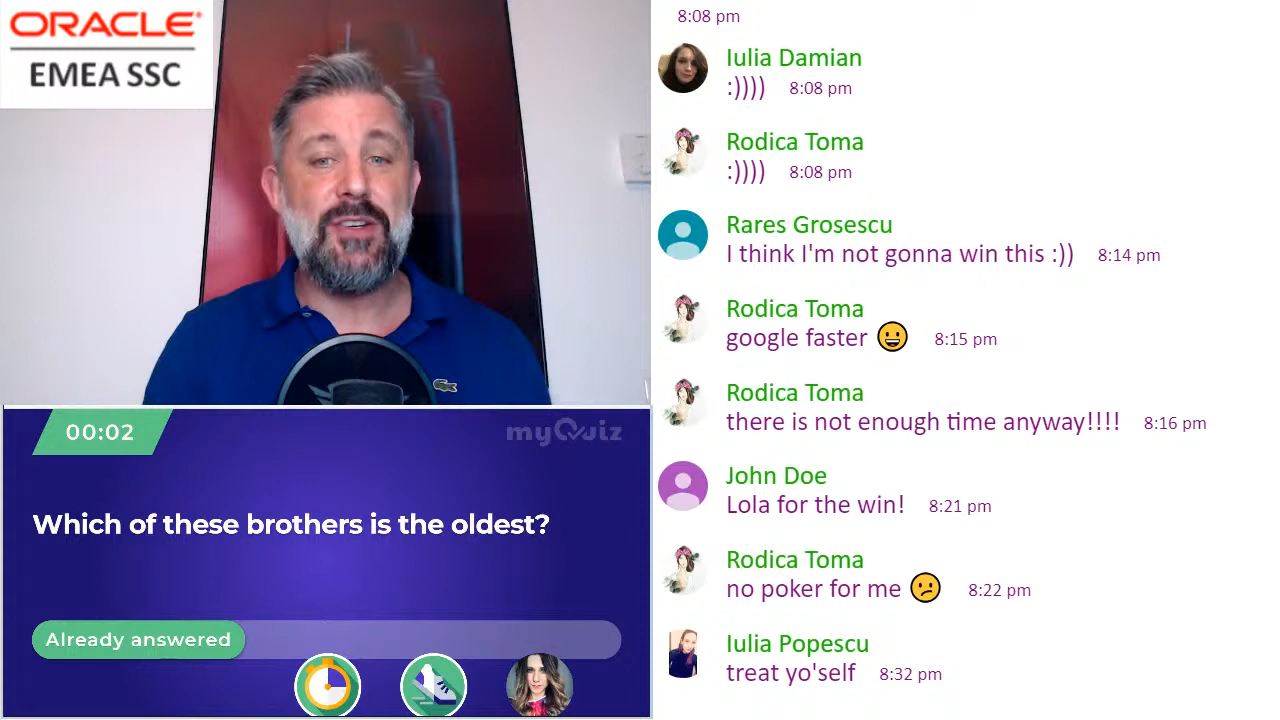 ORACLE
EMEA SSC
00:02
myQuiz
Which of these brothers is the oldest?
Already answered
8:08 pm
Iulia Damian
:)))) 8:08 pm
Rodica Toma
:)))) 8:08 pm
Rares Grosescu
I think I'm not gonna win this :)) 8:14 pm
Rodica Toma
google faster 😀 8:15 pm
Rodica Toma
there is not enough time anyway!!!! 8:16 pm
John Doe
Lola for the win! 8:21 pm
Rodica Toma
no poker for me 😕 8:22 pm
Iulia Popescu
treat yo'self 8:32 pm